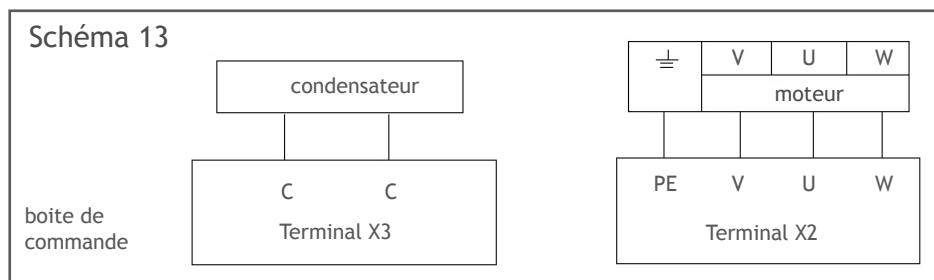 Schéma 13
condensateur
C C
Terminal X3
boite de
commande
V U W
moteur
PE V U W
Terminal X2